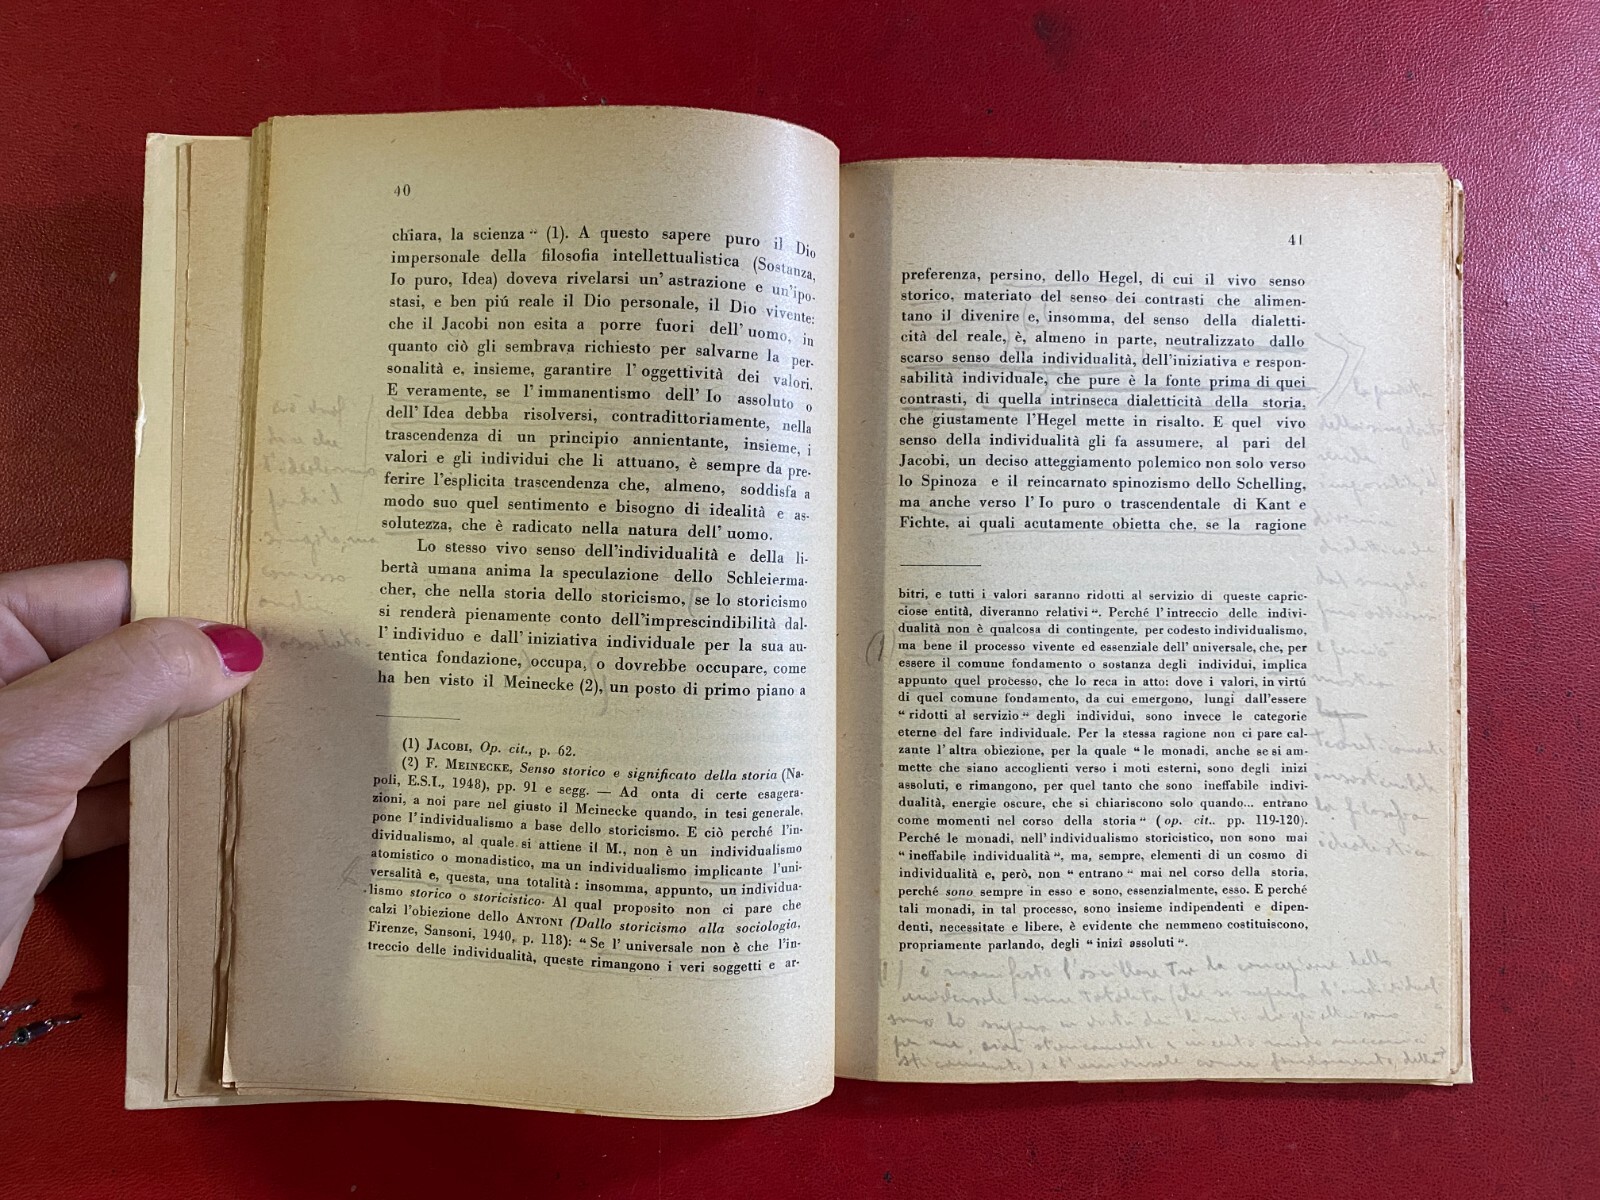 40
chiara, la scienza“ (1). A questo sapere puro il Dio
impersonale della filosofia intellettualistica (Sostanza,
Io puro, Idea) doveva rivelarsi un' astrazione e un'ipo-
stasi, e ben piú reale il Dio personale, il Dio vivente:
che il Jacobi non esita a porre fuori dell' uomo, in
quanto ciò gli sembrava richiesto per salvarne la per-
sonalità e, insieme, garantire l' oggettività dei valori.
E veramente, se l' immanentismo dell' Io assoluto o
dell' Idea debba risolversi, contradittoriamente, nella
trascendenza di un principio annientante, insieme, i
valori e gli individui che li attuano, è sempre da pre-
ferire l'esplicita trascendenza che, almeno, soddisfa a
modo suo quel sentimento e bisogno di idealità e as-
solutezza, che è radicato nella natura dell' uomo.
Lo stesso vivo senso dell'individualità e della li-
bertà umana anima la speculazione dello Schleierma-
cher, che nella storia dello storicismo, se lo storicismo
si renderà pienamente conto dell'imprescindibilità dal-
l' individuo e dall' iniziativa individuale per la sua au-
tentica fondazione, occupa, o dovrebbe occupare, come
ha ben visto il Meinecke (2), un posto di primo piano a
(1) JACOBI, Op. cit., p. 62.
(2) F. MEINECKE, Senso storico e significato della storia (Na-
poli, E.S.I., 1948), pp. 91 e segg. — Ad onta di certe esagera-
zioni, a noi pare nel giusto il Meinecke quando, in tesi generale,
pone l'individualismo a base dello storicismo. E ciò perché l'in-
dividualismo, al quale si attiene il M., non è un individualismo
atomistico o monadistico, ma un individualismo implicante l'uni-
versalità e, questa, una totalità: insomma, appunto, un individua-
lismo storico o storicistico. Al qual proposito non ci pare che
calzi l'obiezione dello ANTONI (Dallo storicismo alla sociologia,
Firenze, Sansoni, 1940, p. 118): “Se l' universale non è che l'in-
treccio delle individualità, queste rimangono i veri soggetti e ar-
41
preferenza, persino, dello Hegel, di cui il vivo senso
storico, materiato del senso dei contrasti che alimen-
tano il divenire e, insomma, del senso della dialetti-
cità del reale, è, almeno in parte, neutralizzato dallo
scarso senso della individualità, dell'iniziativa e respon-
sabilità individuale, che pure è la fonte prima di quei
contrasti, di quella intrinseca dialetticità della storia,
che giustamente l'Hegel mette in risalto. E quel vivo
senso della individualità gli fa assumere, al pari del
Jacobi, un deciso atteggiamento polemico non solo verso
lo Spinoza e il reincarnato spinozismo dello Schelling,
ma anche verso l' Io puro o trascendentale di Kant e
Fichte, ai quali acutamente obietta che, se la ragione
bitri, e tutti i valori saranno ridotti al servizio di queste capric-
ciose entità, diveranno relativi“. Perché l' intreccio delle indivi-
dualità non è qualcosa di contingente, per codesto individualismo,
ma bene il processo vivente ed essenziale dell' universale, che, per
essere il comune fondamento o sostanza degli individui, implica
appunto quel processo, che lo reca in atto: dove i valori, in virtú
di quel comune fondamento, da cui emergono, lungi dall'essere
“ridotti al servizio“ degli individui, sono invece le categorie
eterne del fare individuale. Per la stessa ragione non ci pare cal-
zante l'altra obiezione, per la quale “le monadi, anche se si am-
mette che siano accoglienti verso i moti esterni, sono degli inizi
assoluti, e rimangono, per quel tanto che sono ineffabile indivi-
dualità, energie oscure, che si chiariscono solo quando... entrano
come momenti nel corso della storia“ (op. cit.. pp. 119-120).
Perché le monadi, nell' individualismo storicistico, non sono mai
“ineffabile individualità“, ma, sempre, elementi di un cosmo di
individualità e, però, non “entrano“ mai nel corso della storia,
perché sono sempre in esso e sono, essenzialmente, esso. E perché
tali monadi, in tal processo, sono insieme indipendenti e dipen-
denti, necessitate e libere, è evidente che nemmeno costituiscono,
propriamente parlando, degli “inizi assoluti“.